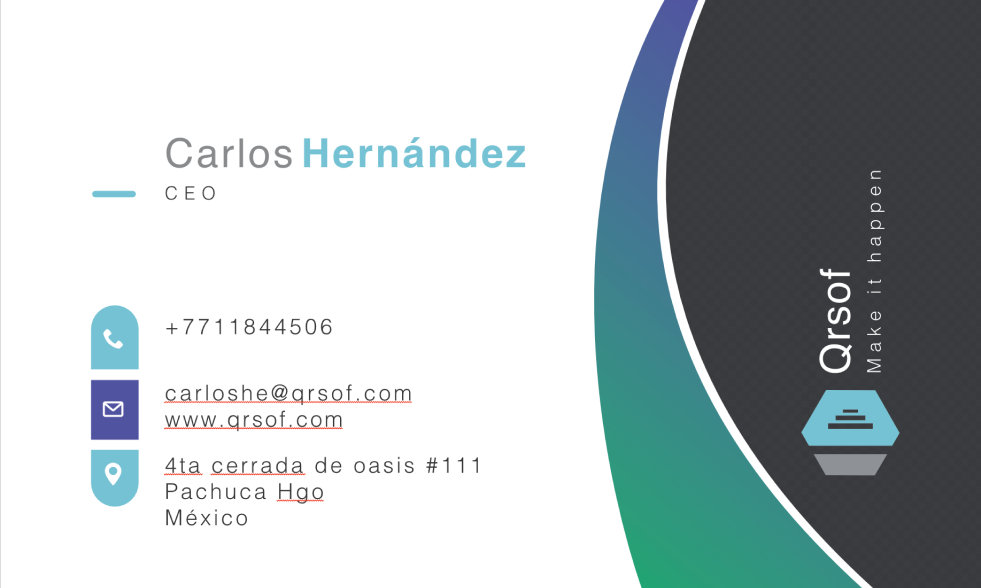 Carlos Hernández
CEO
+7711844506
carloshe@qrsof.com
www.qrsof.com
4ta cerrada de oasis #111
Pachuca Hgo
México
Qrsof
Make it happen